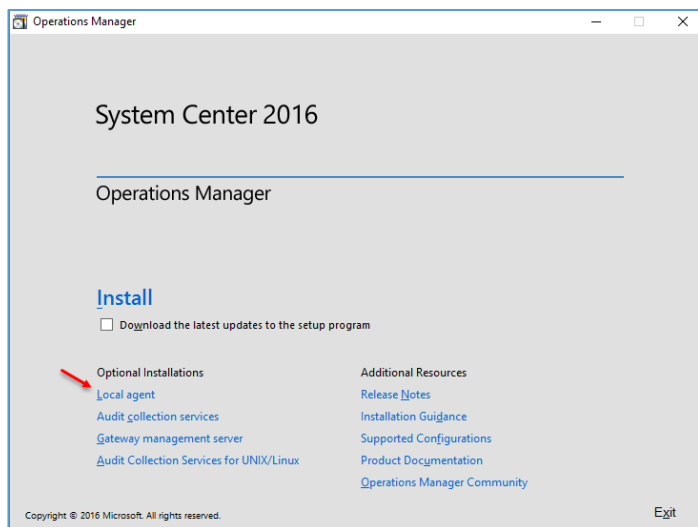 Operations Manager
System Center 2016
Operations Manager
Install
Download the latest updates to the setup program
Optional Installations
Local agent
Audit collection services
Gateway management server
Audit Collection Services for UNIX/Linux
Additional Resources
Release Notes
Installation Guidance
Supported Configurations
Product Documentation
Operations Manager Community
Copyright © 2016 Microsoft. All rights reserved.
Exit